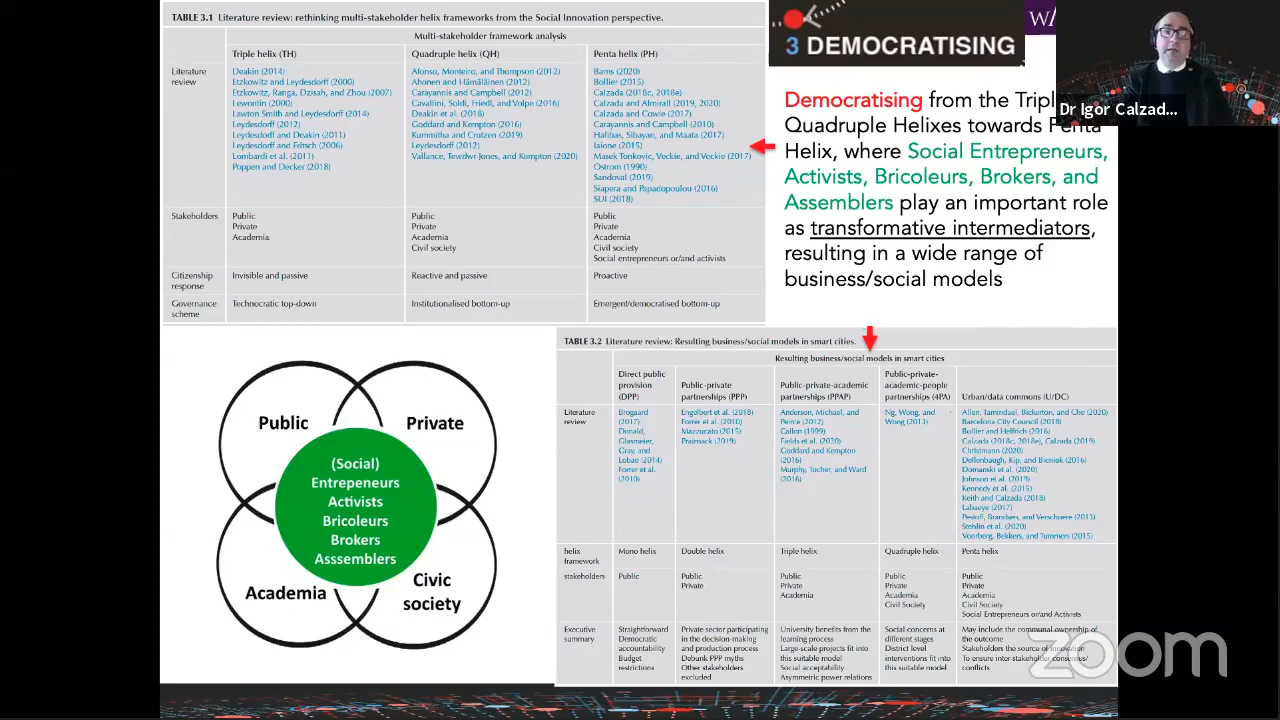 TABLE 3.1 Literature review: rethinking multi-stakeholder helix frameworks from the Social Innovation perspective.
Multi-stakeholder framework analysis
Triple helix (TH)
Quadruple helix (QH)
Penta helix (PH)
Literature
review
Deakin (2014)
Etzkowitz and Leydesdorff (2000)
Etzkowitz, Ranga, Dzisah, and Zhou (2007)
Lewontin (2000)
Lawton Smith and Leydesdorff (2014)
Leydesdorff (2012)
Leydesdorff and Deakin (2011)
Leydesdorff and Fritsch (2006)
Lombardi et al. (2011)
Poppen and Decker (2018)
Afonso, Monteiro, and Thompson (2012)
Ahonen and Hämäläinen (2012)
Carayannis and Campbell (2012)
Cavallini, Soldi, Friedl, and Volpe (2016)
Deakin et al. (2018)
Goddard and Kempton (2016)
Kummitha and Crutzen (2019)
Leydesdorff (2012)
Vallance, Towdwr-Jones, and Kempton (2020)
Barns (2020)
Bollier (2015)
Calzada (2018c, 2018e)
Calzada and Almirall (2019, 2020)
Calzada and Cowie (2017)
Carayannis and Campbell (2010)
Halibas, Sibayan, and Maata (2017)
Iaione (2015)
Masek Tonkovic, Veckie, and Veckie (2017)
Ostrom (1990)
Sandoval (2019)
Siapera and Papadopoulou (2016)
SUI (2018)
Stakeholders
Public
Private
Academia
Public
Private
Academia
Civil society
Public
Private
Academia
Civil society
Social entrepreneurs or/and activists
Citizenship
response
Invisible and passive
Reactive and passive
Proactive
Governance
scheme
Technocratic top-down
Institutionalised bottom-up
Emergent/democratised bottom-up
3 DEMOCRATISING
Dr Igor Calzad...
Democratising from the Tripl
Quadruple Helixes towards Penta
Helix, where Social Entrepreneurs,
Activists, Bricoleurs, Brokers, and
Assemblers play an important role
as transformative intermediators,
resulting in a wide range of
business/social models
Public
Private
(Social)
Entrepeneurs
Activists
Bricoleurs
Brokers
Asssemblers
Academia
Civic
society
TABLE 3.2 Literature review: Resulting business/social models in smart cities.
Resulting business/social models in smart cities
Direct public
provision
(DPP)
Public-private
partnerships (PPP)
Public-private-academic
partnerships (PPAP)
Public-private-
academic-people
partnerships (4PA)
Urban/data commons (U/DC)
Literature
review
Brogaard
(2017)
Donald,
Glasmeier,
Gray, and
Lobao (2014)
Forrer et al.
(2010)
Engelbert et al. (2018)
Forrer et al. (2010)
Mazzucato (2015)
Prainsack (2019)
Andersen, Michael, and
Peirce (2012)
Callon (1999)
Fields et al. (2020)
Goddard and Kempton
(2016)
Murphy, Tocher, and Ward
(2016)
Ng, Wong, and
Wong (2013)
Allen, Tamindael, Bickerton, and Cho (2020)
Barcelona City Council (2018)
Bollier and Helfrich (2016)
Calzada (2018c, 2018e), Calzada (2019)
Christmann (2020)
Deffenbaugh, Kip, and Bieniok (2016)
Domanski et al. (2020)
Johnson et al. (2019)
Kennedy et al. (2015)
Keith and Calzada (2018)
Labaeye (2017)
Pestoff, Brandsen, and Verschuere (2013)
Stehlin et al. (2020)
Voorberg, Bekkers, and Tummers (2015)
helix
framework
Mono helix
Double helix
Triple helix
Quadruple helix
Penta helix
stakeholders
Public
Public
Private
Public
Private
Academia
Public
Private
Academia
Civil Society
Public
Private
Academia
Civil Society
Social Entrepreneurs or/and Activists
Executive
summary
Straightforward
Democratic
accountability
Budget
restrictions
Private sector participating
in the decision-making
and production process
Debunk PPP myths
Other stakeholders
excluded
University benefits from the
learning process
Large-scale projects fit into
this suitable model
Social acceptability
Asymmetric power relations
Social concerns at
different stages
District level
interventions fit into
this suitable model
May include the communal ownership of
the outcome
Stakeholders the source of innovation
To ensure inter-stakeholder consensus/
conflicts
zoom